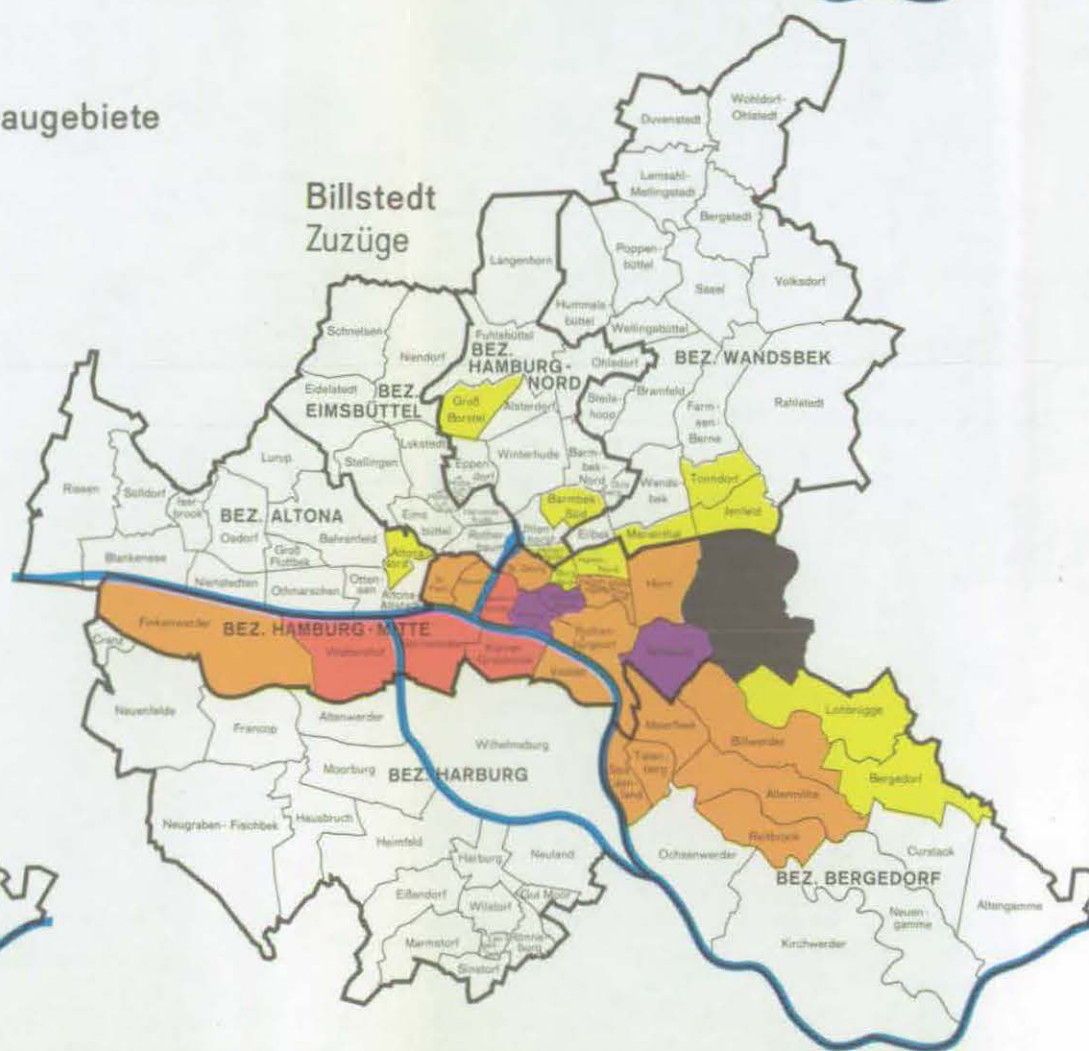 augebiete
Billstedt
Zuzüge
Duvenstedt
Wohldorf-
Ohlstedt
Lemsahl-
Mellingstedt
Bergstedt
Langenhorn
Poppen-
büttel
Sasel
Volksdorf
Hummels-
büttel
Wellingsbüttel
Schnelsen
Niendorf
Fuhlsbüttel
BEZ.
HAMBURG-
NORD
Ohlsdorf
BEZ. WANDSBEK
Eidelstedt
BEZ.
EIMSBÜTTEL
Groß
Borstel
Alsterdorf
Steils-
hoop
Bramfeld
Farm-
sen-
Berne
Rahlstedt
Lokstedt
Stellingen
Eppen-
dorf
Winterhude
Barm-
bek-
Nord
Wands-
bek
Tonndorf
Jenfeld
Lurup
Rissen
Sülldorf
Iser-
brook
BEZ. ALTONA
Osdorf
Bahrenfeld
Eims-
büttel
Rother-
baum
Barmbek
Süd
Eilbek
Marienthal
Blankenese
Groß
Flottbek
Altona-
Nord
Nienstedten
Othmarschen
Otten-
sen
Altona-
Altstadt
Horn
Finkenwerder
BEZ. HAMBURG-MITTE
Cranz
Waltershof
Rothen-
burgsort
Veddel
Neuenfelde
Francop
Altenwerder
Wilhelmsburg
Moorfleet
Billwerder
Lohbrügge
Moorburg
BEZ. HARBURG
Taten-
berg
Spa-
den-
land
Allermöhe
Bergedorf
Neugraben-Fischbek
Hausbruch
Heimfeld
Reitbrook
Ochsenwerder
Curslack
Harburg
Neuland
BEZ. BERGEDORF
Eißendorf
Wilstorf
Gut Moor
Neuen-
gamme
Altengamme
Marmstorf
Rönne-
burg
Kirchwerder
Sinstorf